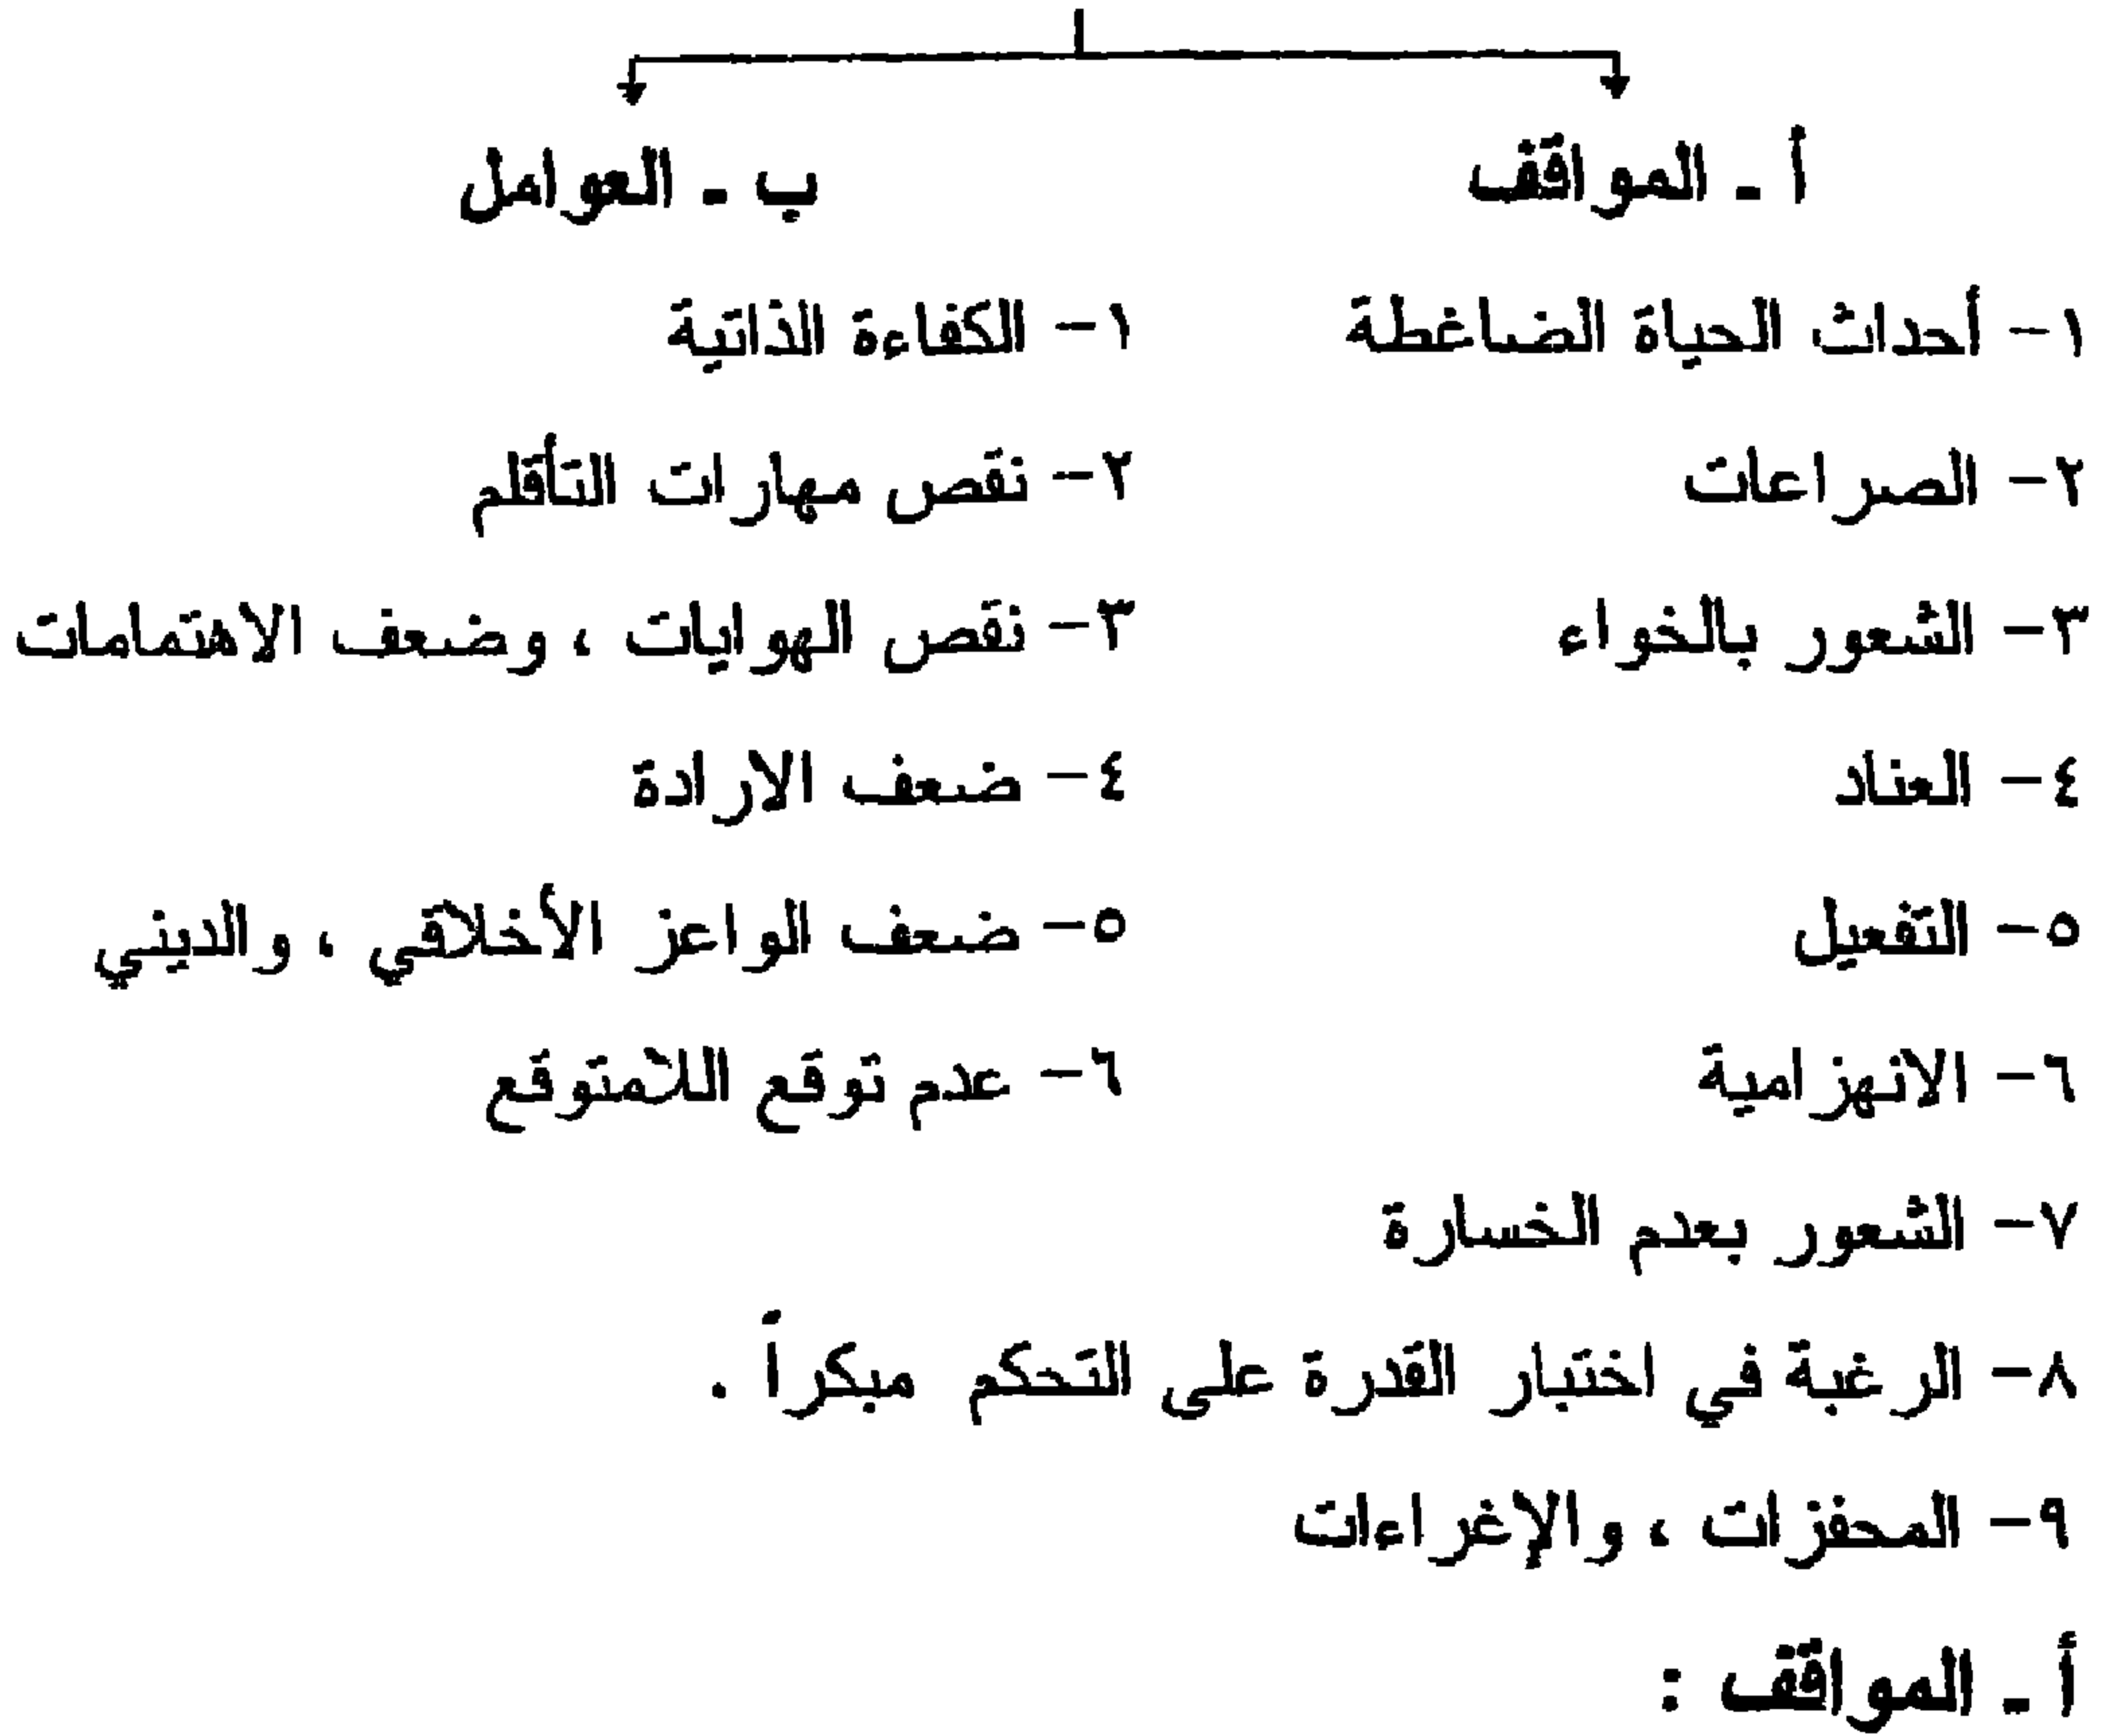 أ - المواقف ب - العوامل
١- أحداث الحياة الضاغطة ١- الكفاءة الذاتية
٢- الصراعات ٢- نقص مهارات التأقلم
٣- الشعور بالخواء ٣- نقص الهوايات ، وضعف الاهتمامات
٤- العناد ٤- ضعف الإرادة
٥- التفعيل ٥- ضعف الواعز الأخلاقي ، والديني
٦- الانهزامية ٦- عدم توقع اللامتوقع
٧- الشعور بعدم الخسارة
٨- الرغبة في اختبار القدرة على التحكم مبكراً .
٩- المحفزات ، والإغراءات
أ - المواقف :